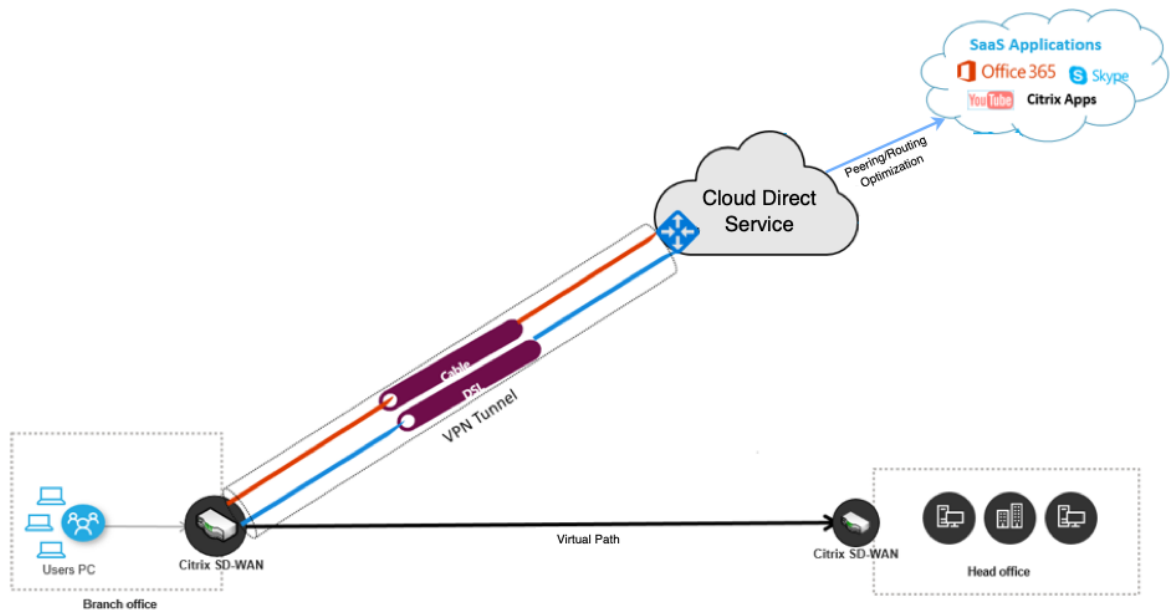 SaaS Applications
Office 365
Skype
YouTube
Citrix Apps
Peering/Routing
Optimization
Cloud Direct
Service
Cable
DSL
VPN Tunnel
Users PC
Citrix SD-WAN
Branch office
Virtual Path
Citrix SD-WAN
Head office